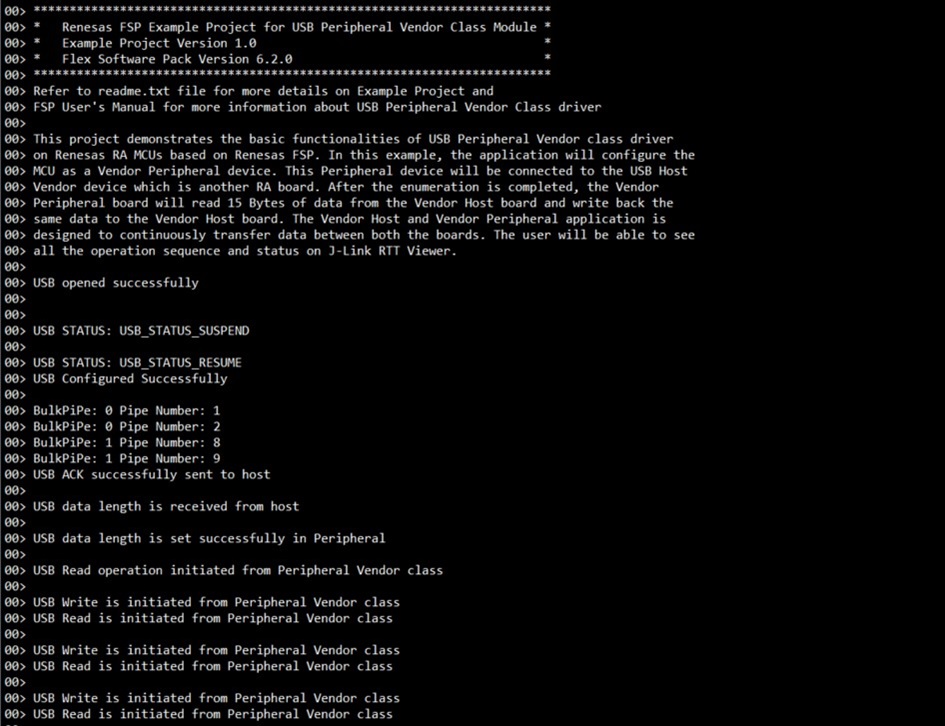 00> ************************************************************************
00> *   Renesas FSP Example Project for USB Peripheral Vendor Class Module *
00> *   Example Project Version 1.0                                        *
00> *   Flex Software Pack Version 6.2.0                                   *
00> ************************************************************************
00> Refer to readme.txt file for more details on Example Project and
00> FSP User's Manual for more information about USB Peripheral Vendor Class driver
00>
00> This project demonstrates the basic functionalities of USB Peripheral Vendor class driver
00> on Renesas RA MCUs based on Renesas FSP. In this example, the application will configure the
00> MCU as a Vendor Peripheral device. This Peripheral device will be connected to the USB Host
00> Vendor device which is another RA board. After the enumeration is completed, the Vendor
00> Peripheral board will read 15 Bytes of data from the Vendor Host board and write back the
00> same data to the Vendor Host board. The Vendor Host and Vendor Peripheral application is
00> designed to continuously transfer data between both the boards. The user will be able to see
00> all the operation sequence and status on J-Link RTT Viewer.
00>
00> USB opened successfully
00>
00>
00> USB STATUS: USB_STATUS_SUSPEND
00>
00> USB STATUS: USB_STATUS_RESUME
00> USB Configured Successfully
00>
00> BulkPiPe: 0 Pipe Number: 1
00> BulkPiPe: 0 Pipe Number: 2
00> BulkPiPe: 1 Pipe Number: 8
00> BulkPiPe: 1 Pipe Number: 9
00> USB ACK successfully sent to host
00>
00> USB data length is received from host
00>
00> USB data length is set successfully in Peripheral
00>
00> USB Read operation initiated from Peripheral Vendor class
00>
00> USB Write is initiated from Peripheral Vendor class
00> USB Read is initiated from Peripheral Vendor class
00>
00> USB Write is initiated from Peripheral Vendor class
00> USB Read is initiated from Peripheral Vendor class
00>
00> USB Write is initiated from Peripheral Vendor class
00> USB Read is initiated from Peripheral Vendor class